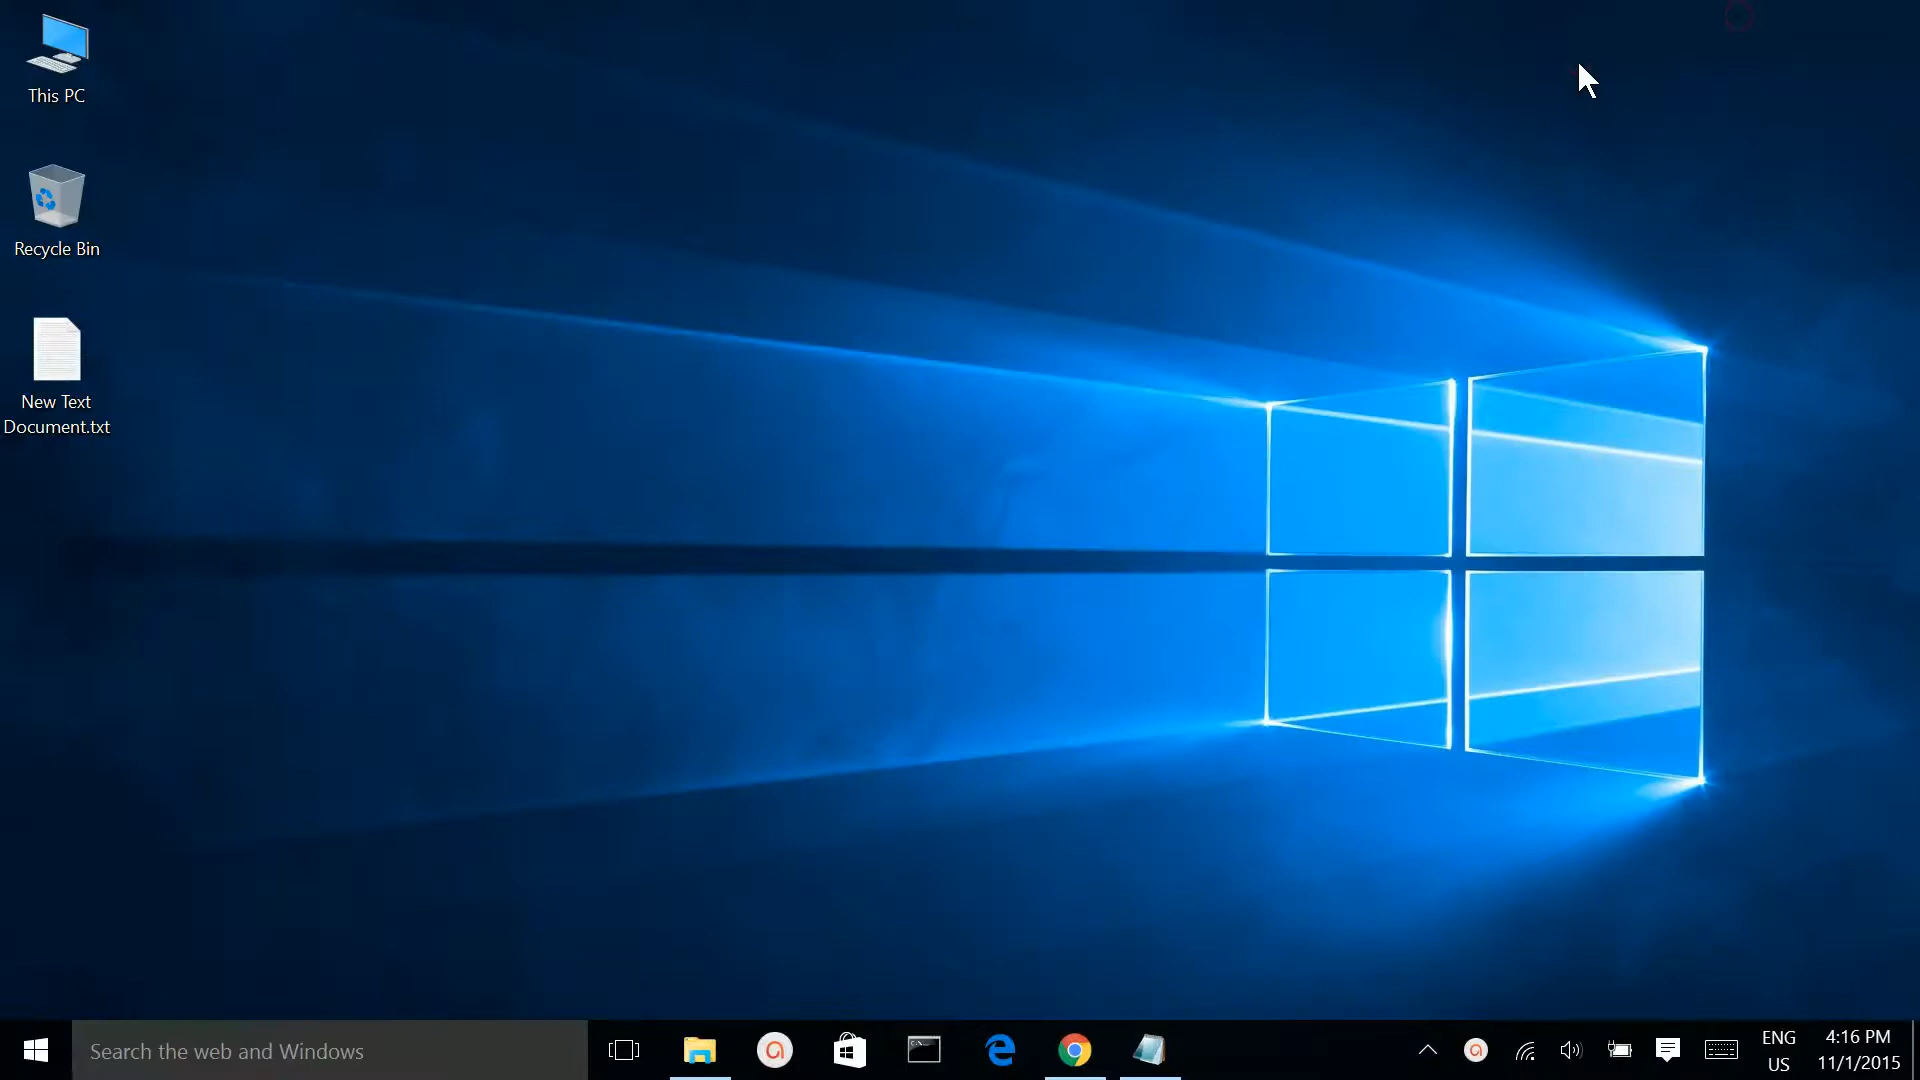 This PC
Recycle Bin
New Text
Document.txt
Search the web and Windows
ENG
US
4:16 PM
11/1/2015